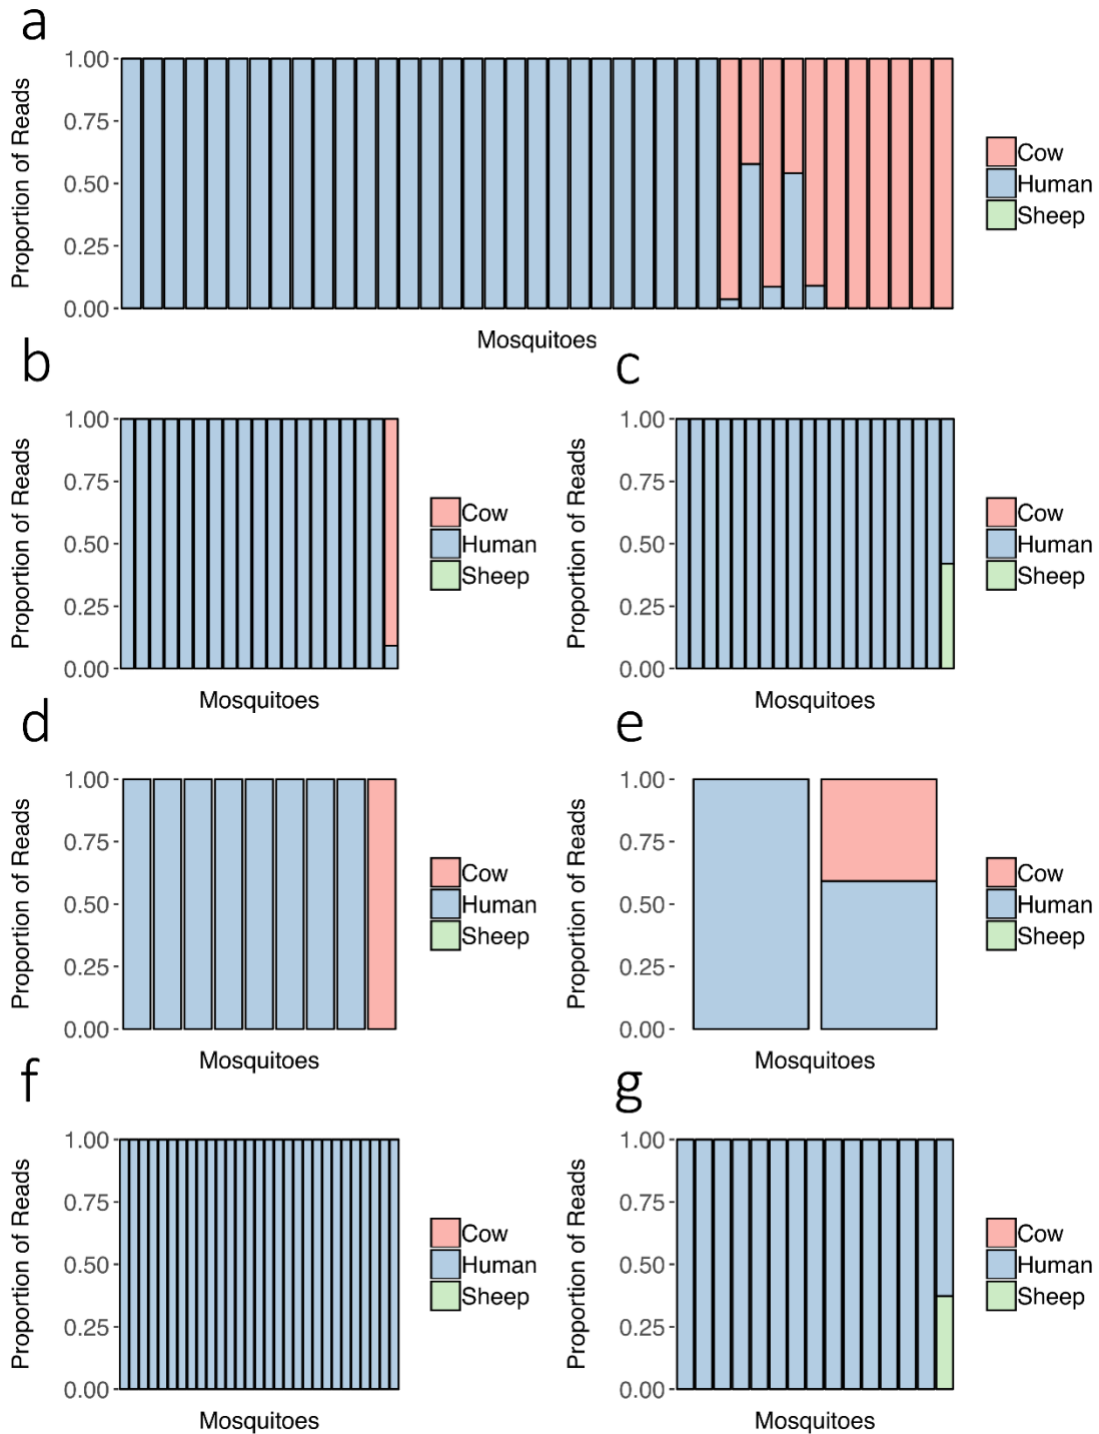 a
Proportion of Reads
1.00
0.75
0.50
0.25
0.00
Mosquitoes
Cow
Human
Sheep
b
Proportion of Reads
1.00
0.75
0.50
0.25
0.00
Mosquitoes
Cow
Human
Sheep
c
Proportion of Reads
1.00
0.75
0.50
0.25
0.00
Mosquitoes
Cow
Human
Sheep
d
Proportion of Reads
1.00
0.75
0.50
0.25
0.00
Mosquitoes
Cow
Human
Sheep
e
Proportion of Reads
1.00
0.75
0.50
0.25
0.00
Mosquitoes
Cow
Human
Sheep
f
Proportion of Reads
1.00
0.75
0.50
0.25
0.00
Mosquitoes
Cow
Human
Sheep
g
Proportion of Reads
1.00
0.75
0.50
0.25
0.00
Mosquitoes
Cow
Human
Sheep